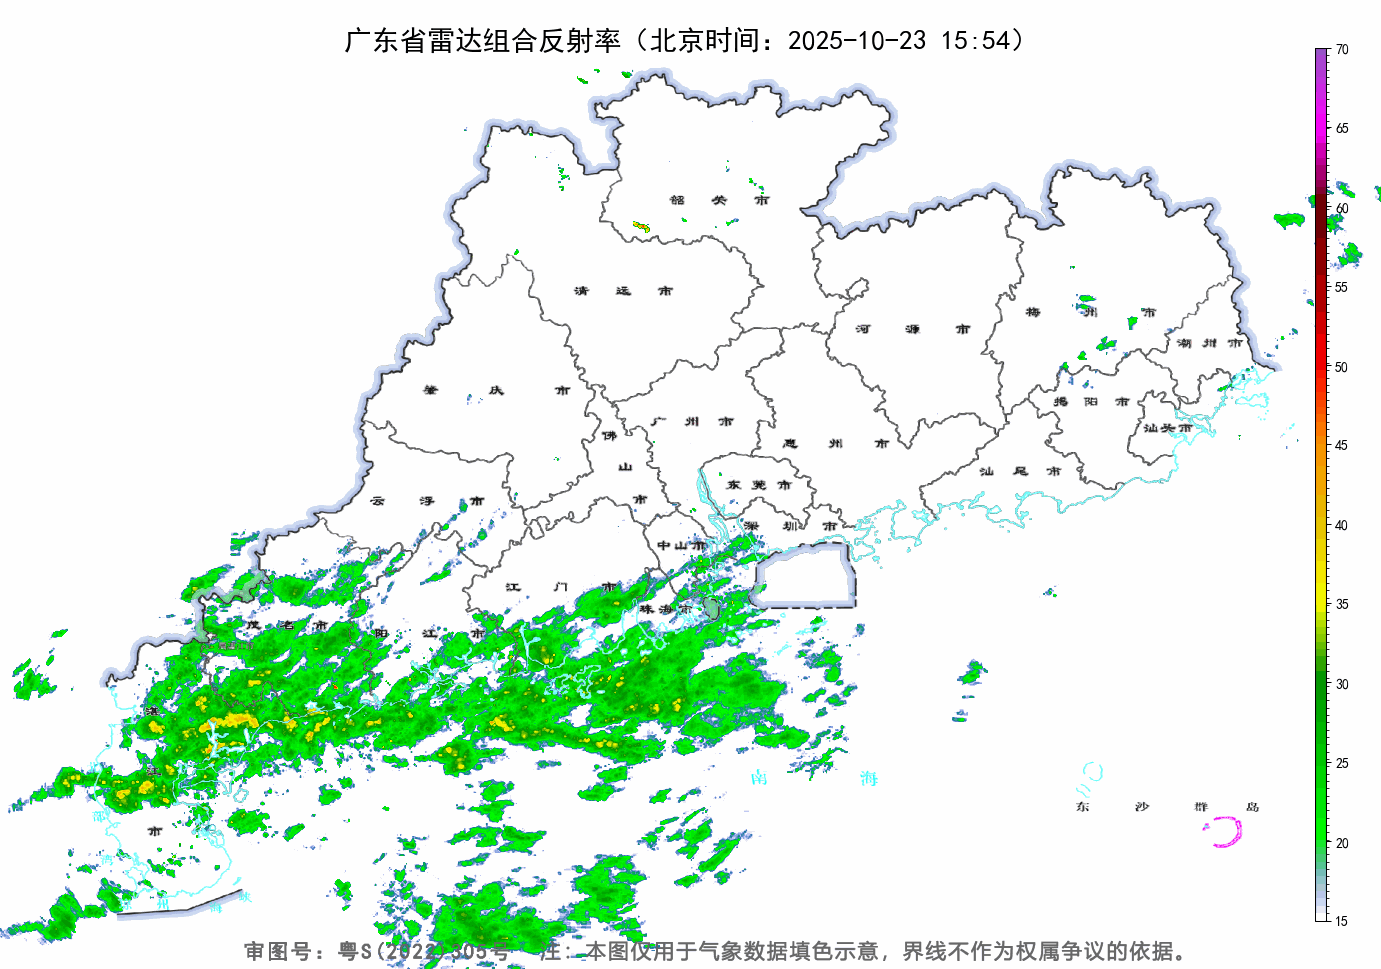 广东省雷达组合反射率（北京时间：2025-10-23 15:54）
70
65
60
55
50
45
40
35
30
25
20
15
韶关市
清远市
河源市
梅州市
潮州市
肇庆市
广州市
佛山市
惠州市
揭阳市
汕头市
汕尾市
东莞市
云浮市
深圳市
中山市
江门市
珠海市
茂名市
阳江市
湛江市
南海
东沙群岛
审图号：粤S(2022)305号 注：本图仅用于气象数据填色示意，界线不作为权属争议的依据。